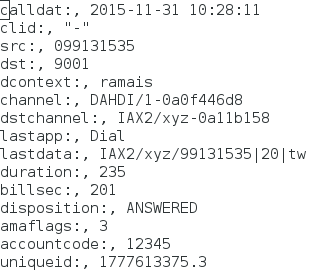 calldat:, 2015-11-31 10:28:11
clid:, "-"
src:, 099131535
dst:, 9001
dcontext:, ramais
channel:, DAHDI/1-0a0f446d8
dstchannel:, IAX2/xyz-0a11b158
lastapp:, Dial
lastdata:, IAX2/xyz/99131535|20|tw
duration:, 235
billsec:, 201
disposition:, ANSWERED
amaflags:, 3
accountcode:, 12345
uniqueid:, 1777613375.3